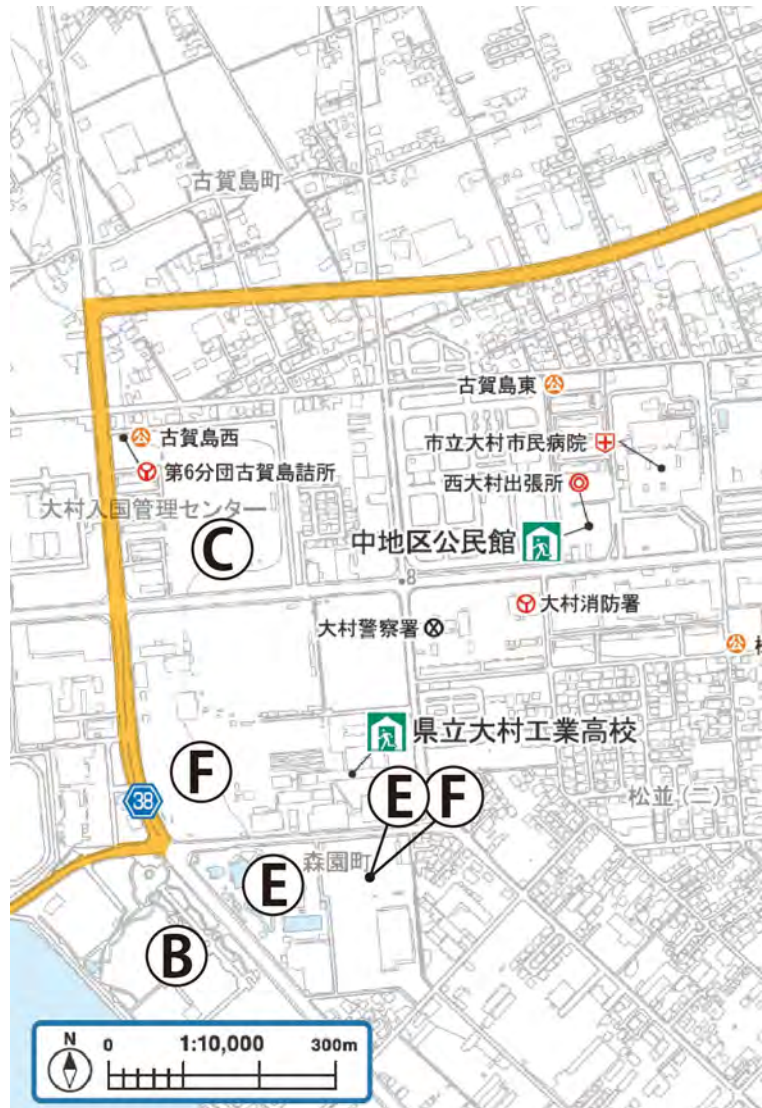 古賀島町
古賀島東 公
公 古賀島西
市立大村市民病院
第6分団古賀島詰所
西大村出張所
大村入国管理センター
C
中地区公民館
8
大村消防署
大村警察署
公
県立大村工業高校
F
E F
38
松並(二)
森園町
E
B
N 0 1:10,000 300m